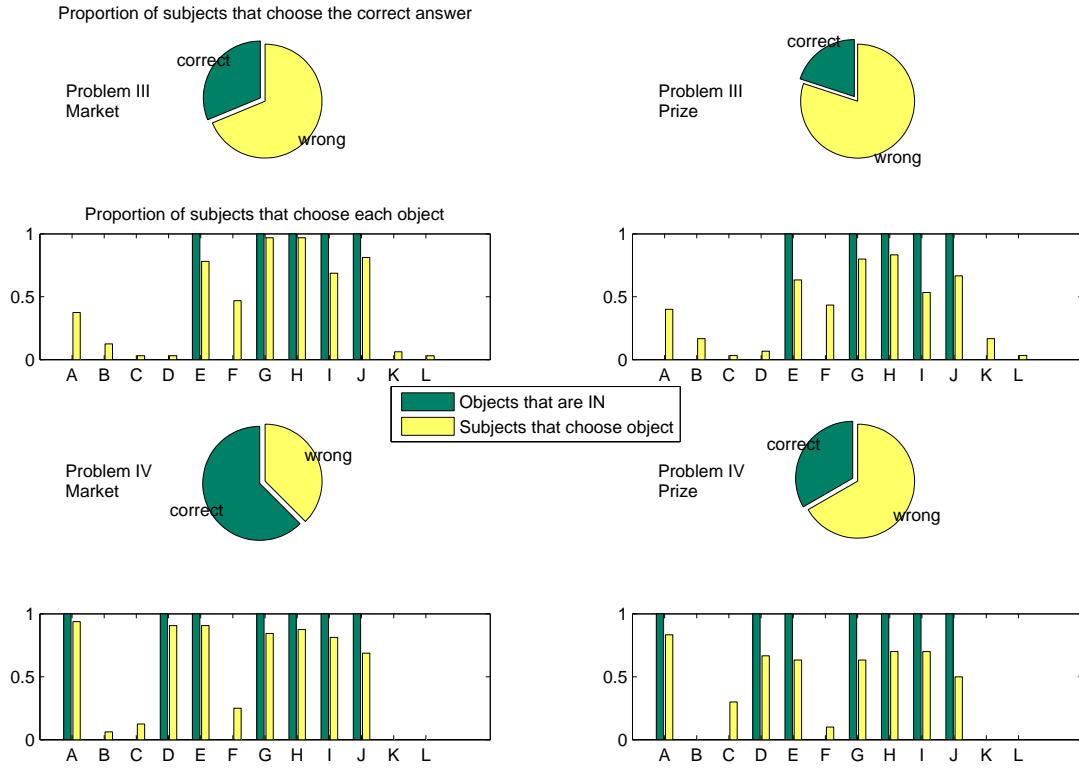 Proportion of subjects that choose the correct answer
correct
Problem III
Market
wrong
correct
Problem III
Prize
wrong
Proportion of subjects that choose each object
1
0.5
0
A B C D E F G H I J K L
1
0.5
0
A B C D E F G H I J K L
Objects that are IN
Subjects that choose object
Problem IV
Market
wrong
correct
Problem IV
Prize
correct
wrong
1
0.5
0
A B C D E F G H I J K L
1
0.5
0
A B C D E F G H I J K L